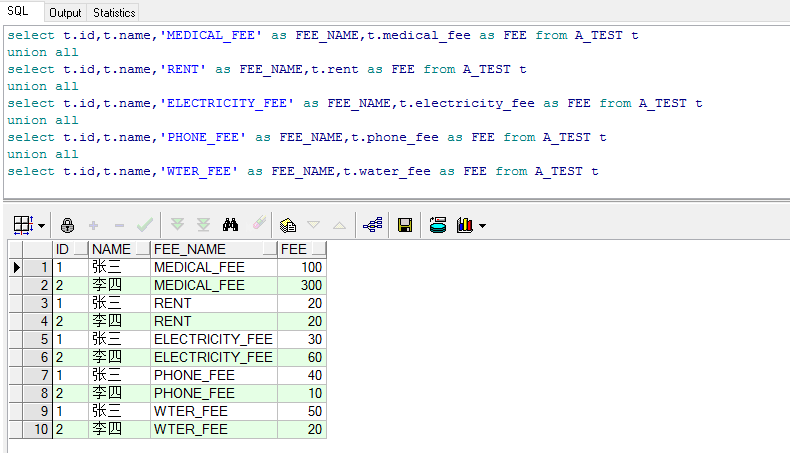 SQL Output Statistics
select t.id,t.name,'MEDICAL_FEE' as FEE_NAME,t.medical_fee as FEE from A_TEST t
union all
select t.id,t.name,'RENT' as FEE_NAME,t.rent as FEE from A_TEST t
union all
select t.id,t.name,'ELECTRICITY_FEE' as FEE_NAME,t.electricity_fee as FEE from A_TEST t
union all
select t.id,t.name,'PHONE_FEE' as FEE_NAME,t.phone_fee as FEE from A_TEST t
union all
select t.id,t.name,'WTER_FEE' as FEE_NAME,t.water_fee as FEE from A_TEST t
ID NAME FEE_NAME FEE
1 1 张三 MEDICAL_FEE 100
2 2 李四 MEDICAL_FEE 300
3 1 张三 RENT 20
4 2 李四 RENT 20
5 1 张三 ELECTRICITY_FEE 30
6 2 李四 ELECTRICITY_FEE 60
7 1 张三 PHONE_FEE 40
8 2 李四 PHONE_FEE 10
9 1 张三 WTER_FEE 50
10 2 李四 WTER_FEE 20